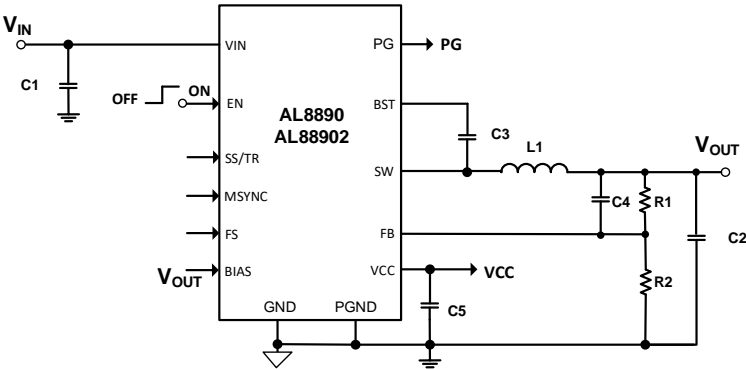 VIN
VIN
PG
PG
C1
OFF
ON
EN
AL8890
AL88902
BST
C3
L1
VOUT
SS/TR
SW
MSYNC
C4
R1
C2
FS
FB
VOUT
BIAS
VCC
VCC
R2
C5
GND
PGND